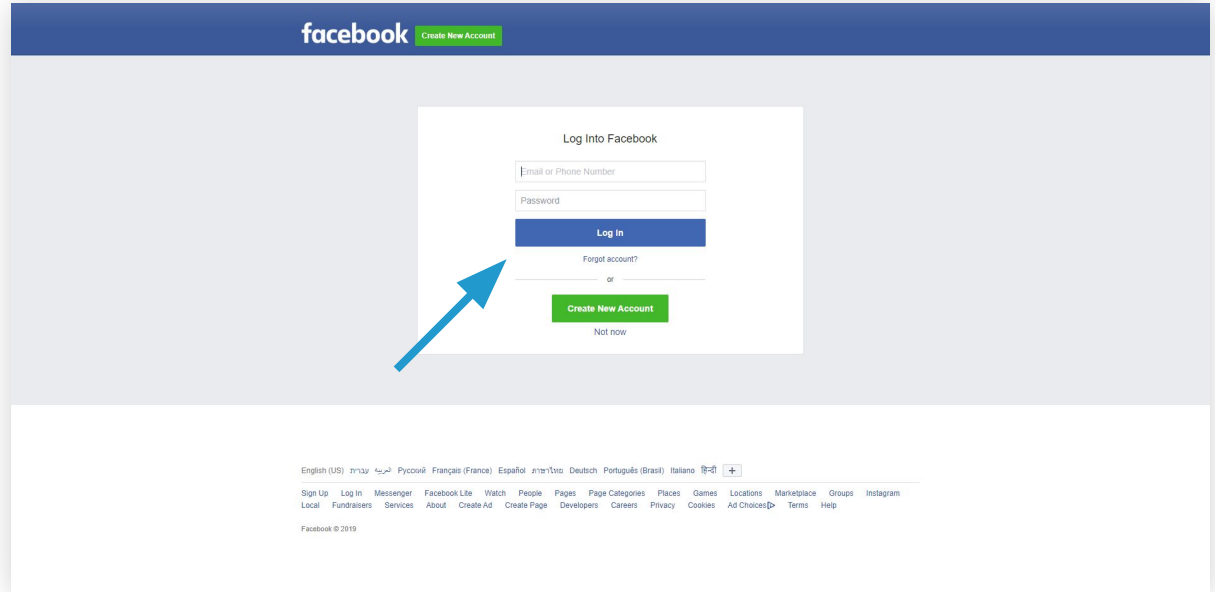 facebook Create New Account
Log Into Facebook
Email or Phone Number
Password
Log In
Forgot account?
or
Create New Account
Not now
English (US) עברית العربية Русский Français (France) Español ภาษาไทย Deutsch Português (Brasil) Italiano हिन्दी +
Sign Up Log In Messenger Facebook Lite Watch People Pages Page Categories Places Games Locations Marketplace Groups Instagram
Local Fundraisers Services About Create Ad Create Page Developers Careers Privacy Cookies Ad Choices Terms Help
Facebook © 2019